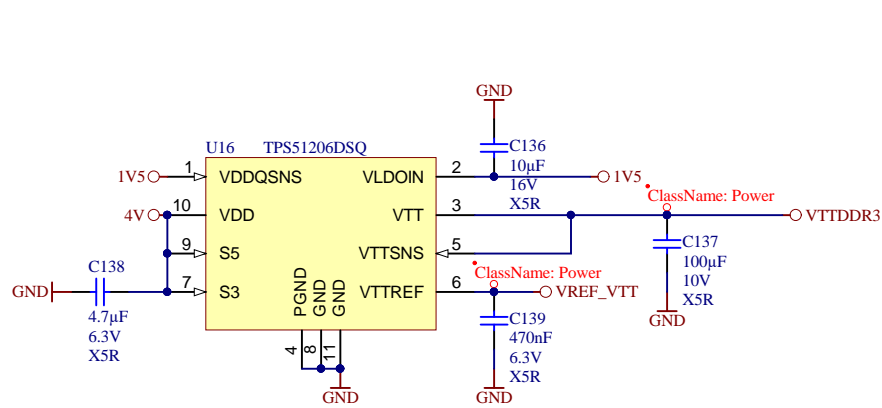 GND
U16 TPS51206DSQ
C136
10µF
16V
X5R
1V5 1 VDDQSNS VLDOIN 2 1V5
ClassName: Power
4V 10 VDD VTT 3 VTTDDR3
C137
100µF
10V
X5R
GND
9 S5 VTTSNS 5
ClassName: Power
C138
GND 7 S3 VTTREF 6 VREF_VTT
4.7µF
6.3V
X5R
C139
470nF
6.3V
X5R
GND
PGND GND GND
4 8 11
GND